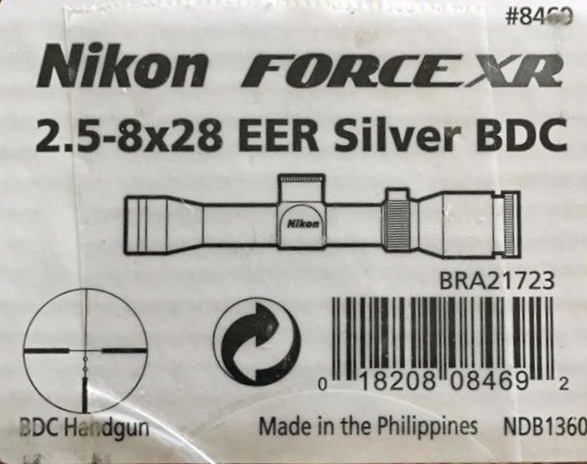 #8469
Nikon FORCE XR
2.5-8x28 EER Silver BDC
Nikon
BRA21723
0 18208 08469 2
BDC Handgun
Made in the Philippines NDB1360